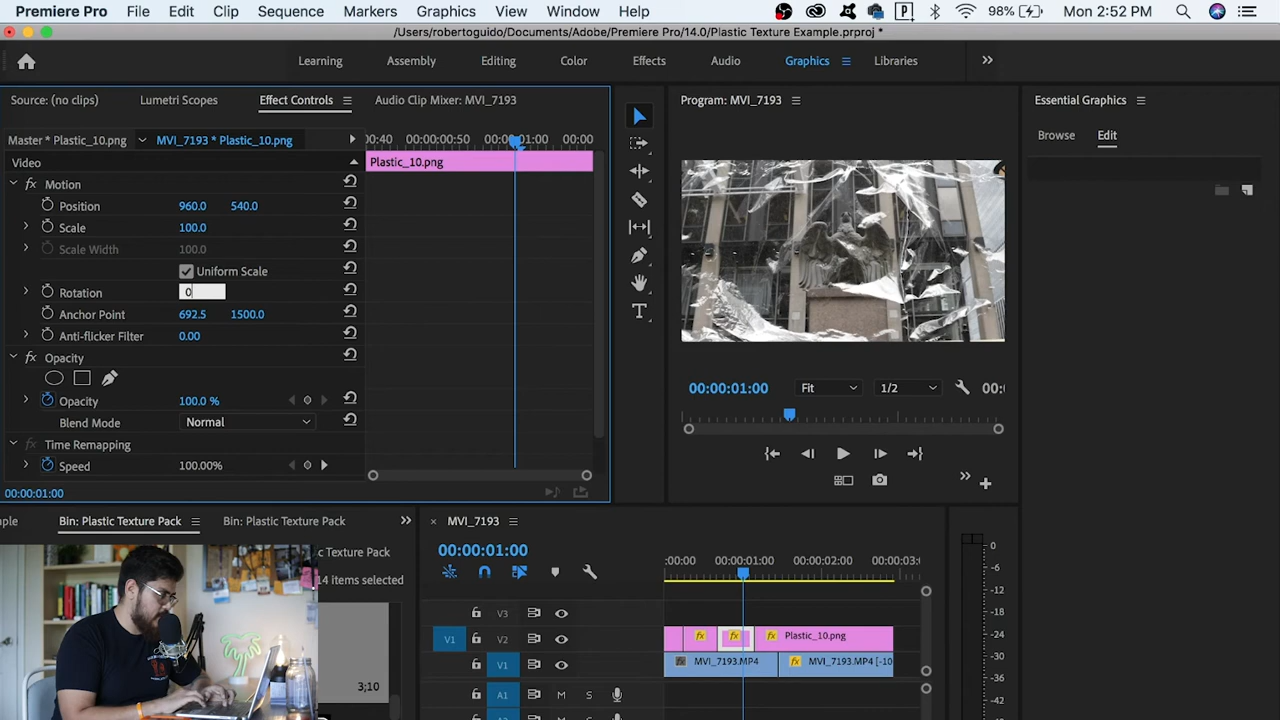 Premiere Pro File Edit Clip Sequence Markers Graphics View Window Help 98% Mon 2:52 PM
/Users/robertoguido/Documents/Adobe/Premiere Pro/14.0/Plastic Texture Example.prproj *
Learning Assembly Editing Color Effects Audio Graphics Libraries
Source: (no clips) Lumetri Scopes Effect Controls Audio Clip Mixer: MVI_7193 Program: MVI_7193 Essential Graphics
Master * Plastic_10.png MVI_7193 * Plastic_10.png :00:40 00:00:00:50 00:00:01:00 00:00 Browse Edit
Video Plastic_10.png
Motion
Position 960.0 540.0
Scale 100.0
Scale Width 100.0
Uniform Scale
Rotation 0
Anchor Point 692.5 1500.0
Anti-flicker Filter 0.00
Opacity
Opacity 100.0 %
Blend Mode Normal
Time Remapping
Speed 100.00%
00:00:01:00
00:00:01:00 Fit 1/2 00:
ple Bin: Plastic Texture Pack Bin: Plastic Texture Pack
c Texture Pack
14 items selected
3;10
MVI_7193
00:00:01:00
:00:00 00:00:01:00 00:00:02:00 00:00:03:
V3
V1 V2 fx fx fx Plastic_10.png
V1 fx MVI_7193.MP4 fx MVI_7193.MP4 [-10
A1 M S
0
-6
-12
-18
-24
-30
-36